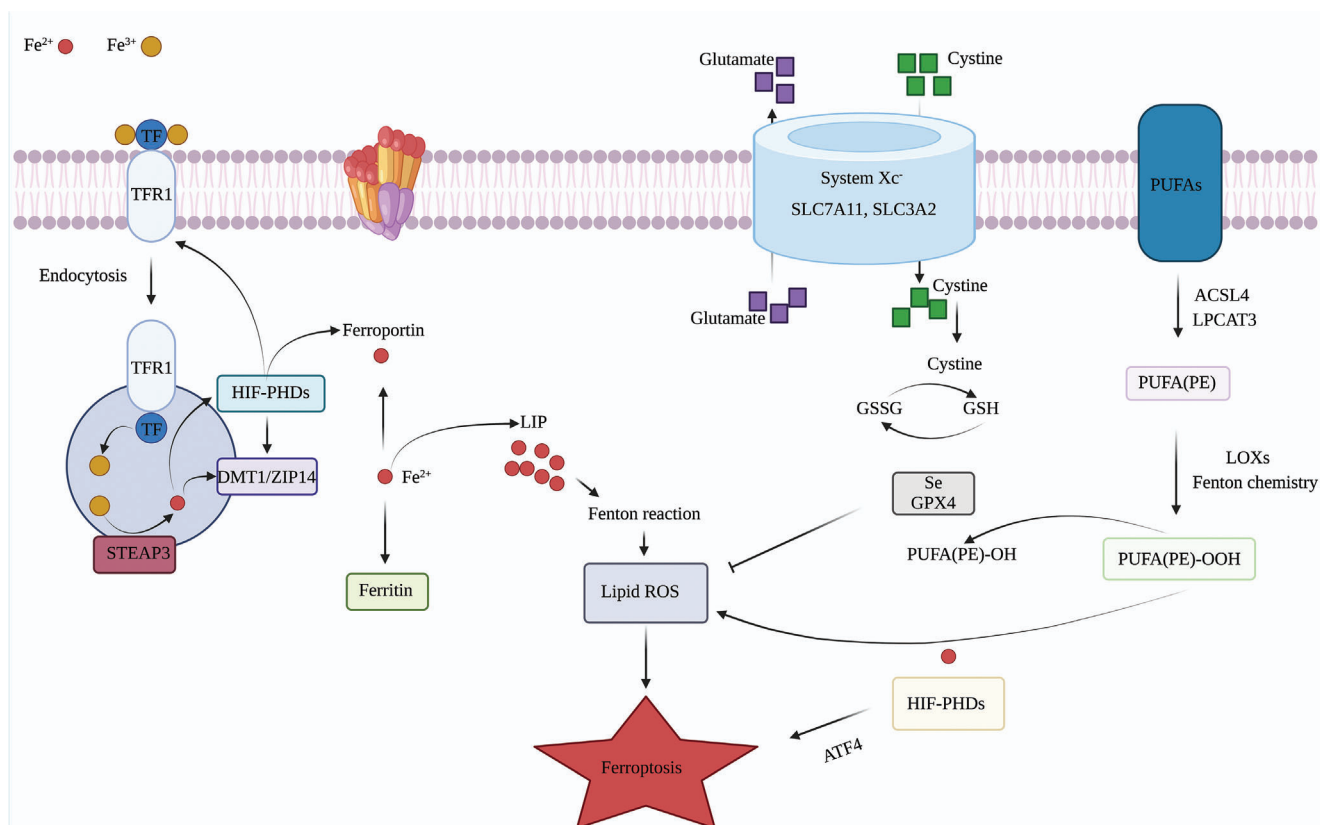 Fe²⁺
Fe³⁺
Glutamate
Cystine
TF
TFR1
System Xc⁻
SLC7A11, SLC3A2
PUFAs
Endocytosis
Glutamate
Cystine
ACSL4
LPCAT3
Ferroportin
TFR1
Cystine
HIF-PHDs
PUFA(PE)
GSSG
GSH
TF
LIP
DMT1/ZIP14
Fe²⁺
LOXs
Fenton chemistry
Se
GPX4
Fenton reaction
STEAP3
PUFA(PE)-OH
PUFA(PE)-OOH
Ferritin
Lipid ROS
HIF-PHDs
ATF4
Ferroptosis